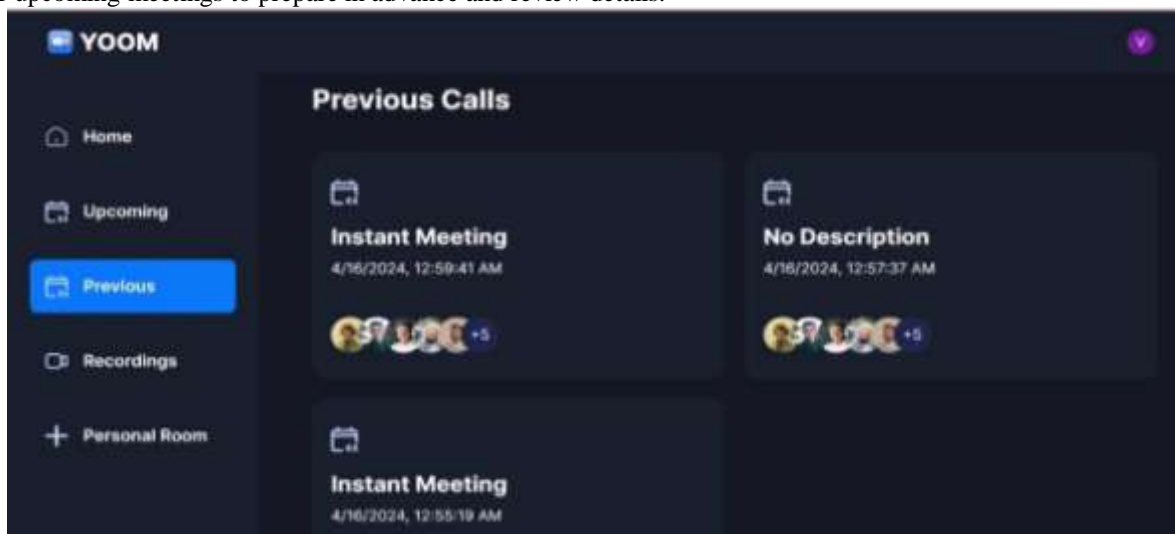 upcoming meetings to prepare in advance and review details.
YOOM
V
Home
Upcoming
Previous
Recordings
Personal Room
Previous Calls
Instant Meeting
4/16/2024, 12:59:41 AM
+5
No Description
4/16/2024, 12:57:37 AM
+5
Instant Meeting
4/16/2024, 12:55:19 AM